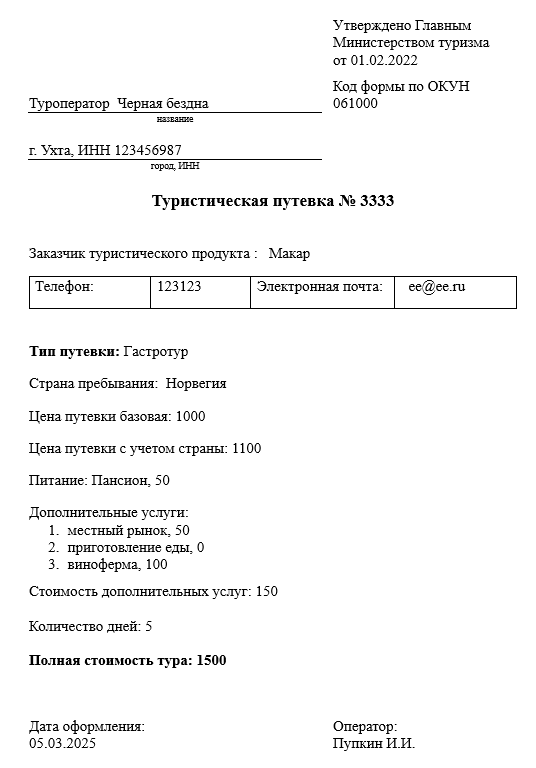 Утверждено Главным
Министерством туризма
от 01.02.2022
Код формы по ОКУН
061000
Туроператор Черная бездна
название
г. Ухта, ИНН 123456987
город, ИНН
Туристическая путевка № 3333
Заказчик туристического продукта : Макар
Телефон: 123123 Электронная почта: ee@ee.ru
Тип путевки: Гастротур
Страна пребывания: Норвегия
Цена путевки базовая: 1000
Цена путевки с учетом страны: 1100
Питание: Пансион, 50
Дополнительные услуги:
1. местный рынок, 50
2. приготовление еды, 0
3. виноферма, 100
Стоимость дополнительных услуг: 150
Количество дней: 5
Полная стоимость тура: 1500
Дата оформления: Оператор:
05.03.2025 Пупкин И.И.